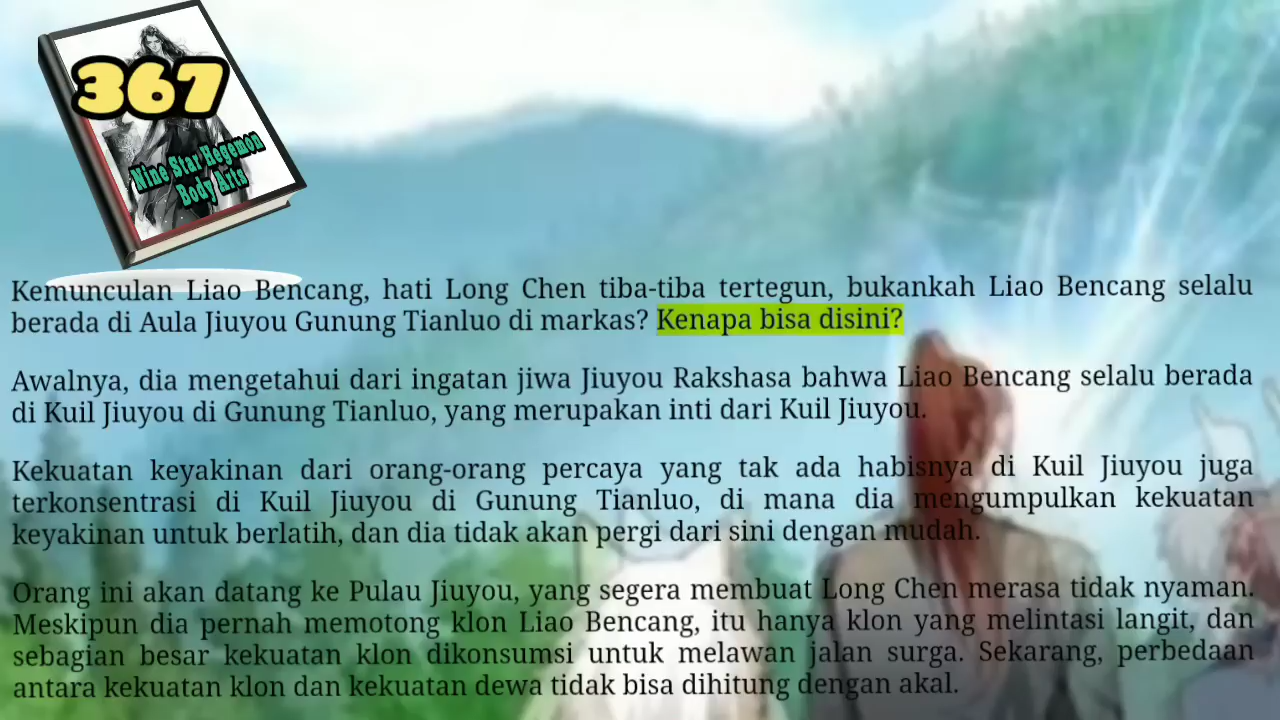 367
Nine Star Hegemon
Body Arts
Kemunculan Liao Bencang, hati Long Chen tiba-tiba tertegun, bukankah Liao Bencang selalu
berada di Aula Jiuyou Gunung Tianluo di markas? Kenapa bisa disini?
Awalnya, dia mengetahui dari ingatan jiwa Jiuyou Rakshasa bahwa Liao Bencang selalu berada
di Kuil Jiuyou di Gunung Tianluo, yang merupakan inti dari Kuil Jiuyou.
Kekuatan keyakinan dari orang-orang percaya yang tak ada habisnya di Kuil Jiuyou juga
terkonsentrasi di Kuil Jiuyou di Gunung Tianluo, di mana dia mengumpulkan kekuatan
keyakinan untuk berlatih, dan dia tidak akan pergi dari sini dengan mudah.
Orang ini akan datang ke Pulau Jiuyou, yang segera membuat Long Chen merasa tidak nyaman.
Meskipun dia pernah memotong klon Liao Bencang, itu hanya klon yang melintasi langit, dan
sebagian besar kekuatan klon dikonsumsi untuk melawan jalan surga. Sekarang, perbedaan
antara kekuatan klon dan kekuatan dewa tidak bisa dihitung dengan akal.